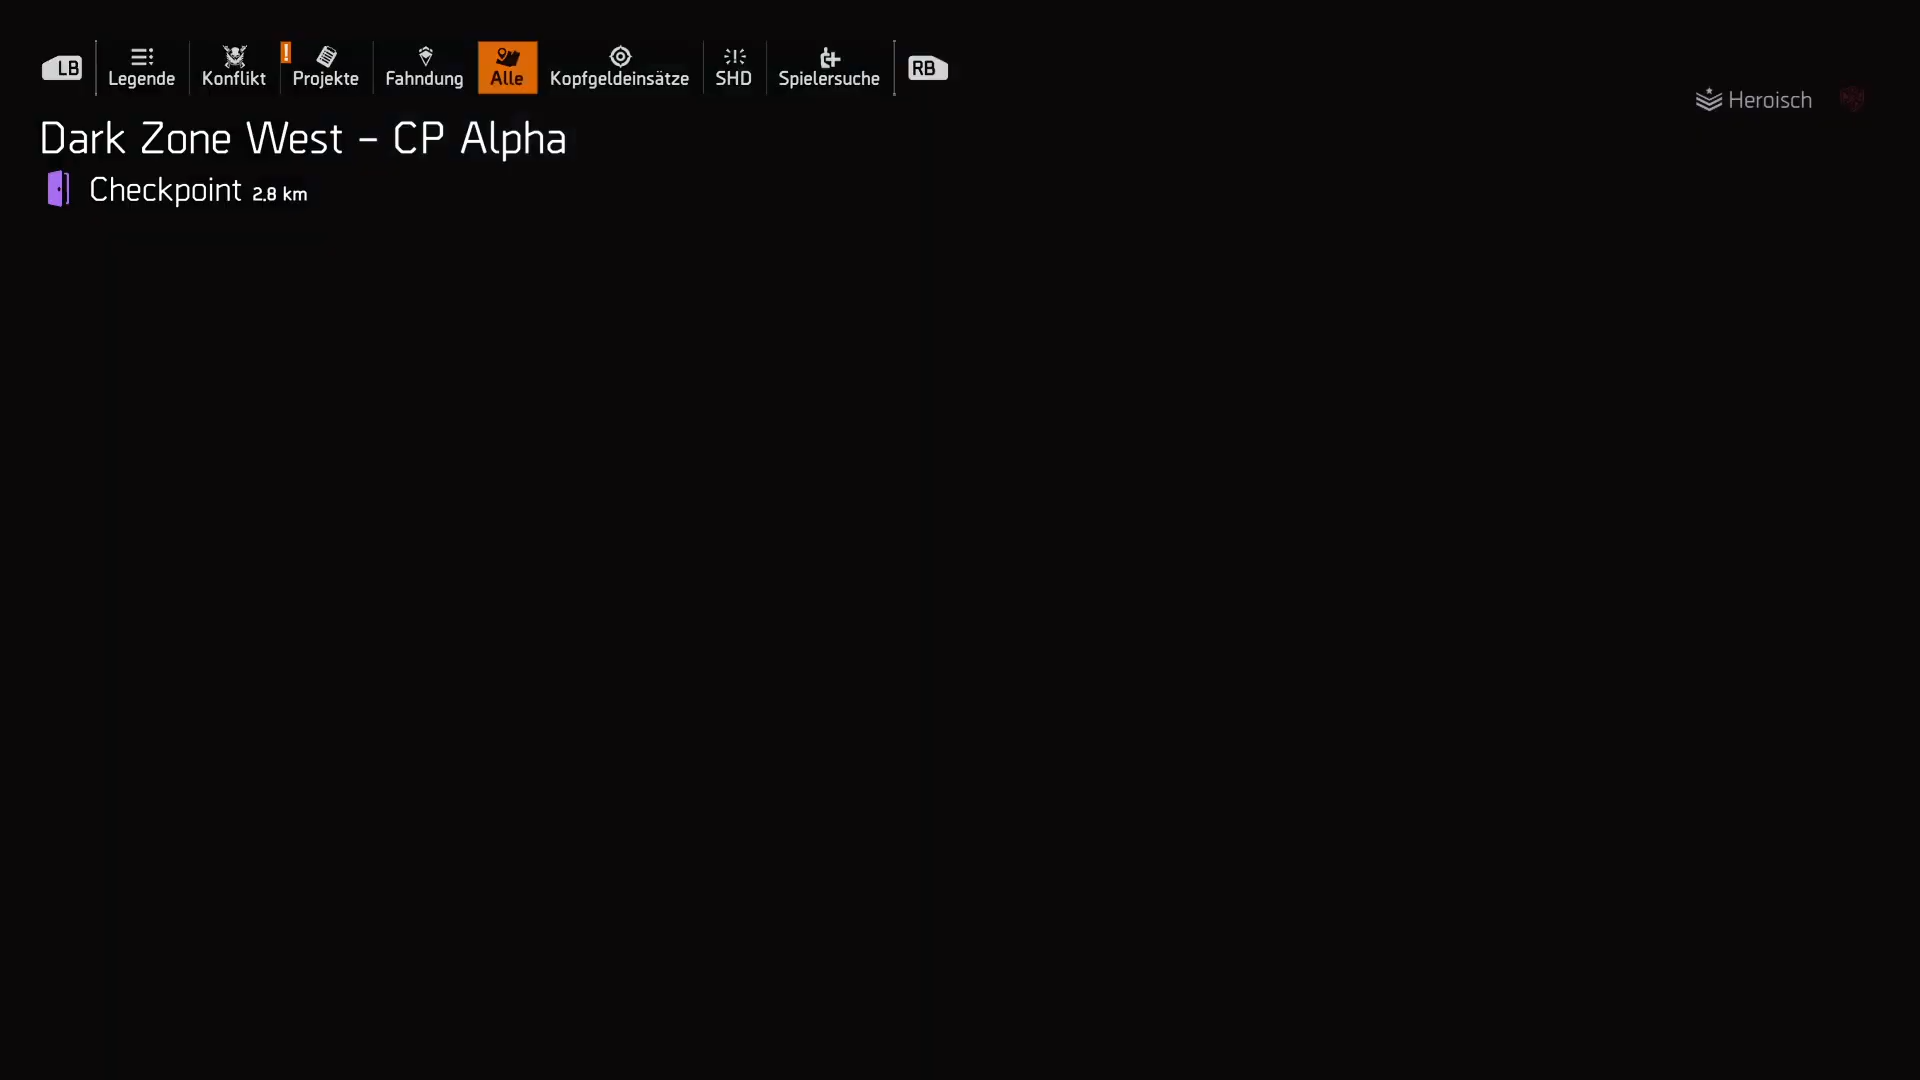 LB Legende Konflikt ! Projekte Fahndung Alle Kopfgeldeinsätze SHD Spielersuche RB
Heroisch
Dark Zone West – CP Alpha
Checkpoint 2.8 km